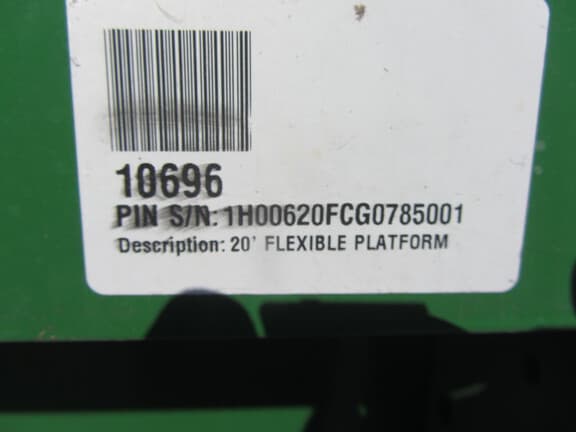 10696
PIN S/N: 1H00620FCG0785001
Description: 20' FLEXIBLE PLATFORM